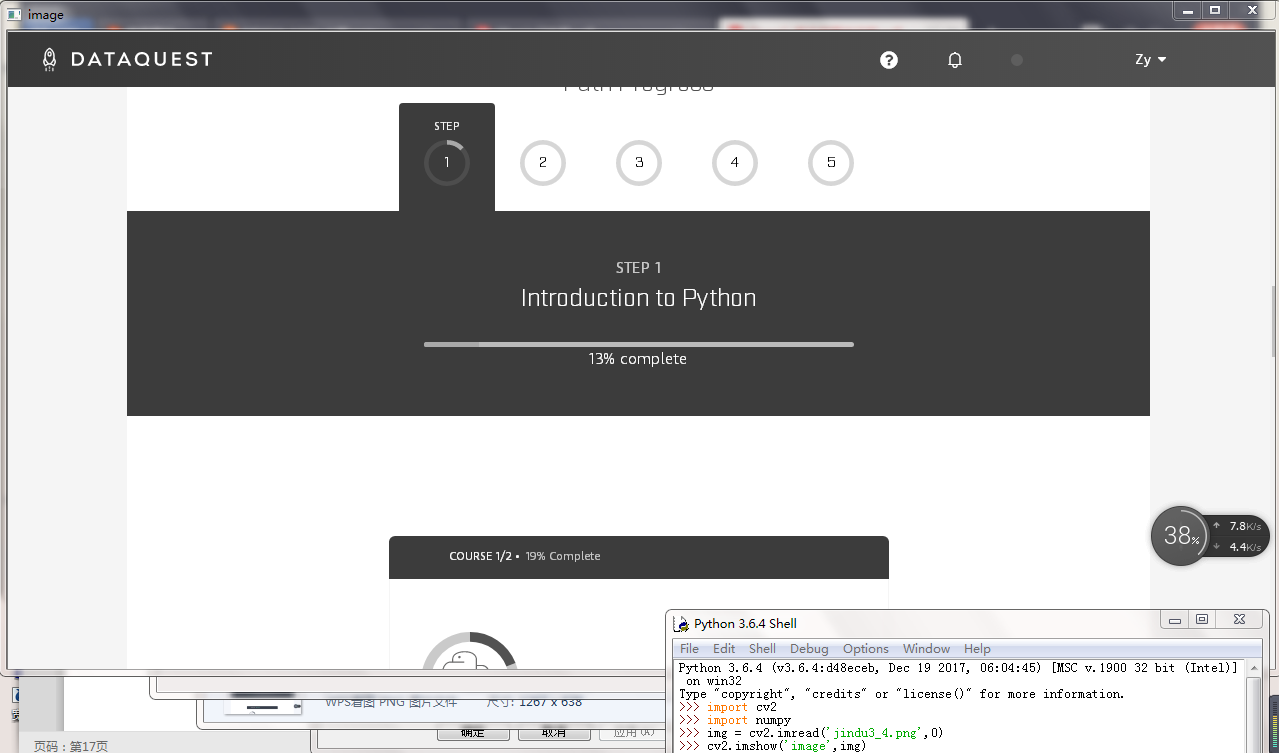 image
DATAQUEST
?
Zy
Path Progress
STEP
1
2
3
4
5
STEP 1
Introduction to Python
13% complete
COURSE 1/2 • 19% Complete
38%
7.8K/s
4.4K/s
Python 3.6.4 Shell
File Edit Shell Debug Options Window Help
Python 3.6.4 (v3.6.4:d48eceb, Dec 19 2017, 06:04:45) [MSC v.1900 32 bit (Intel)]
on win32
Type "copyright", "credits" or "license()" for more information.
>>> import cv2
>>> import numpy
>>> img = cv2.imread('jindu3_4.png',0)
>>> cv2.imshow('image',img)
WPS看图 PNG 图片文件 尺寸: 1267 x 638
确定 取消 应用(A)
页码：第17页